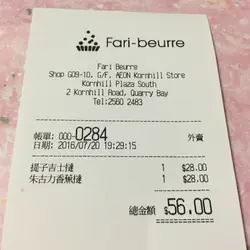 Fari-beurre
Fari Beurre
Shop G09-10, G/F, AEON Kornhill Store
Kornhill Plaza South
2 Kornhill Road, Quarry Bay
Tel:2560 2483
帳單: 000-0284 外賣
日期: 2016/07/20 19:29:15
提子吉士撻 1 $28.00
朱古力香蕉撻 1 $28.00
總金額 $56.00